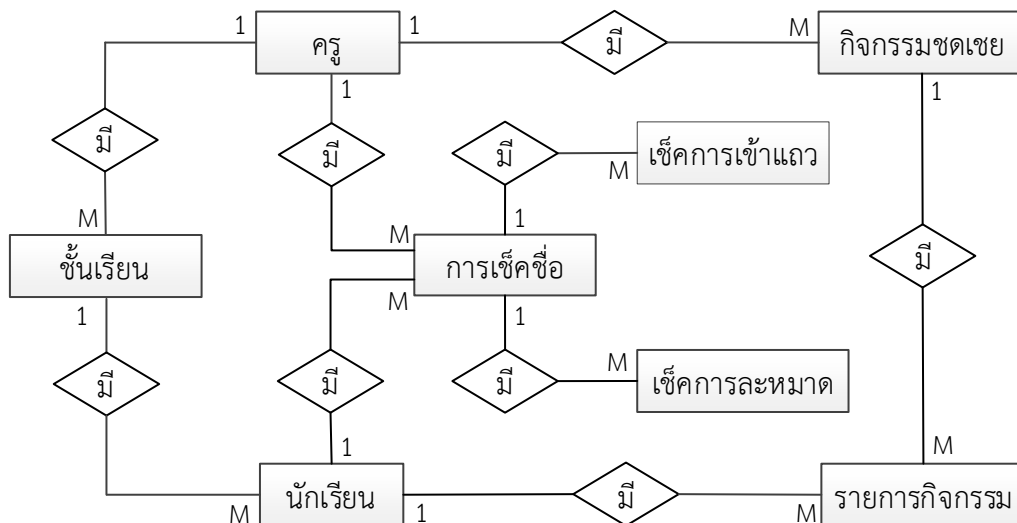 1 ครู 1 มี M กิจกรรมชดเชย
1 1
มี มี มี M เช็คการเข้าแถว
M M 1
ชั้นเรียน การเช็คชื่อ มี
1 M 1
มี มี มี M เช็คการละหมาด
1 M
M นักเรียน 1 มี M รายการกิจกรรม